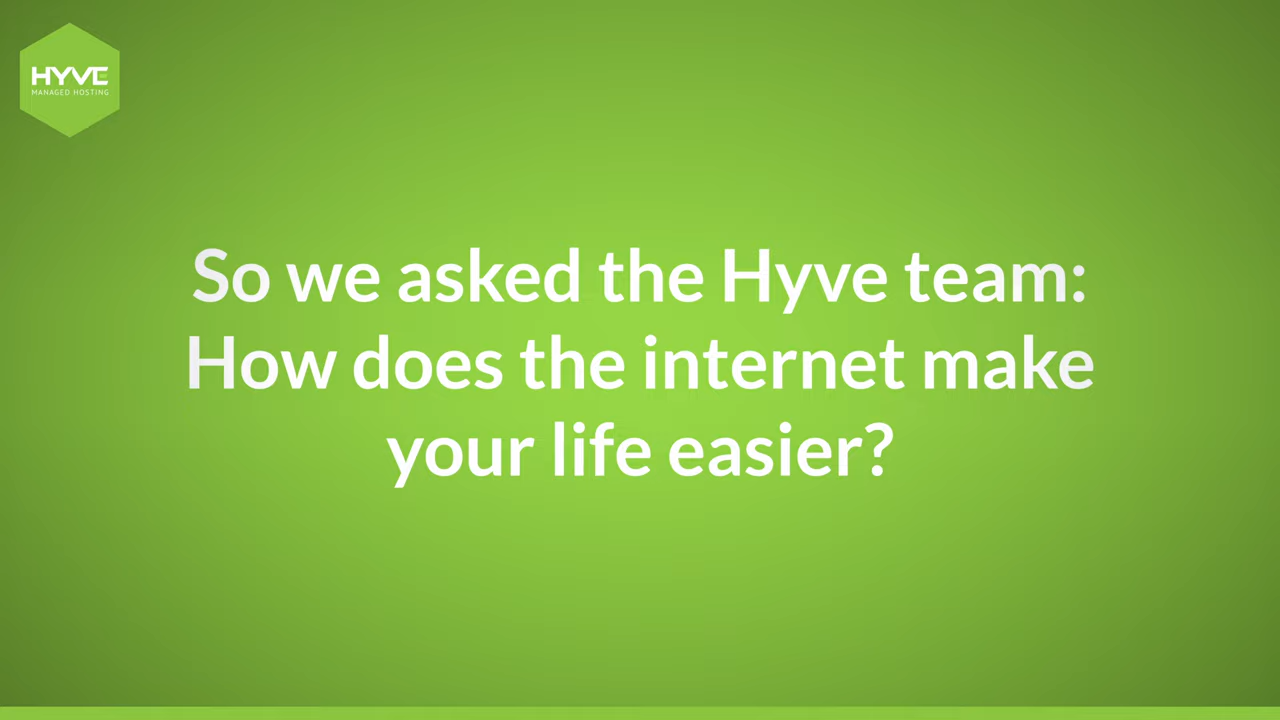 HYVE
MANAGED HOSTING
So we asked the Hyve team:
How does the internet make
your life easier?